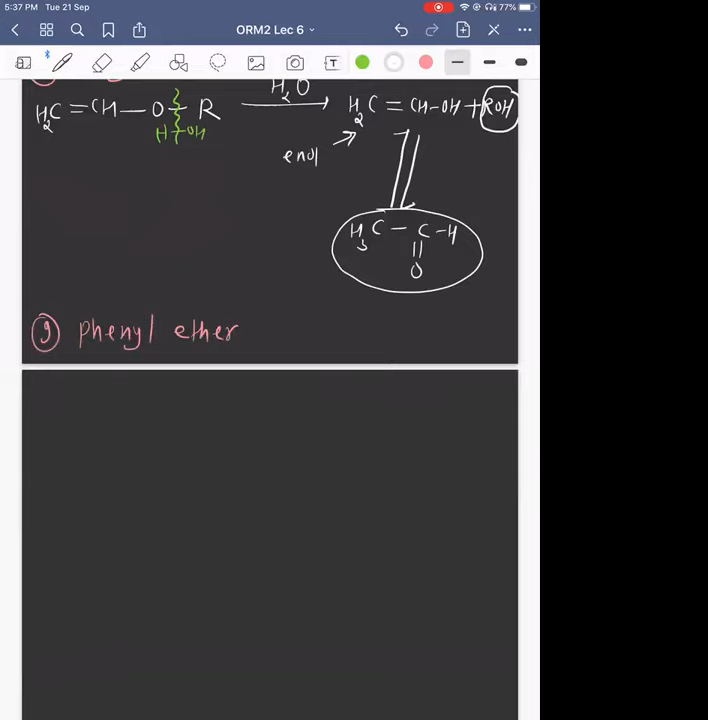 5:37 PM Tue 21 Sep 77%
ORM2 Lec 6
H2O
H2C = CH — O — R → H2C = CH-OH + ROH
H OH
enol
H3C — C — H
O
9 phenyl ether